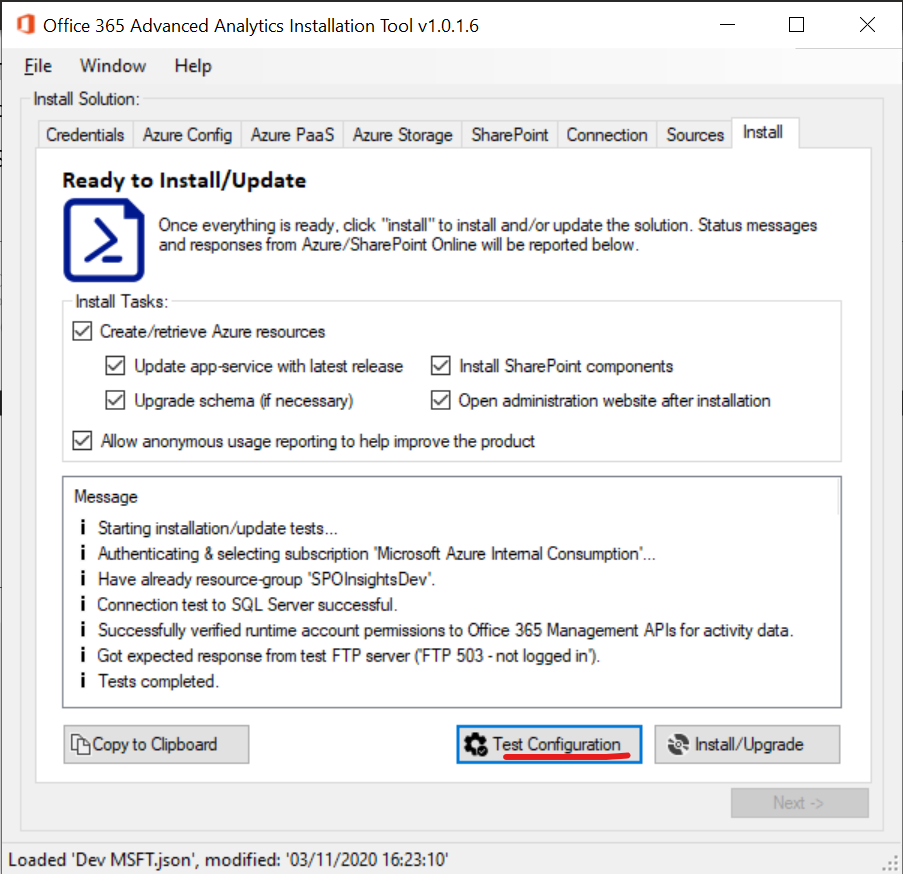 Office 365 Advanced Analytics Installation Tool v1.0.1.6
File Window Help
Install Solution:
Credentials Azure Config Azure PaaS Azure Storage SharePoint Connection Sources Install
Ready to Install/Update
Once everything is ready, click "install" to install and/or update the solution. Status messages
and responses from Azure/SharePoint Online will be reported below.
Install Tasks:
Create/retrieve Azure resources
Update app-service with latest release Install SharePoint components
Upgrade schema (if necessary) Open administration website after installation
Allow anonymous usage reporting to help improve the product
Message
i Starting installation/update tests...
i Authenticating & selecting subscription 'Microsoft Azure Internal Consumption'...
i Have already resource-group 'SPOInsightsDev'.
i Connection test to SQL Server successful.
i Successfully verified runtime account permissions to Office 365 Management APIs for activity data.
i Got expected response from test FTP server ('FTP 503 - not logged in').
i Tests completed.
Copy to Clipboard Test Configuration Install/Upgrade
Next ->
Loaded 'Dev MSFT.json', modified: '03/11/2020 16:23:10'